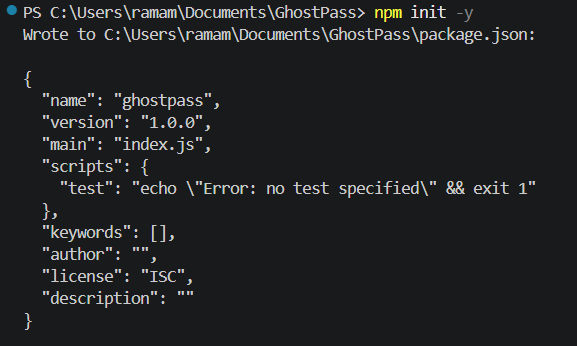 PS C:\Users\ramam\Documents\GhostPass> npm init -y
Wrote to C:\Users\ramam\Documents\GhostPass\package.json:
{
  "name": "ghostpass",
  "version": "1.0.0",
  "main": "index.js",
  "scripts": {
    "test": "echo \"Error: no test specified\" && exit 1"
  },
  "keywords": [],
  "author": "",
  "license": "ISC",
  "description": ""
}